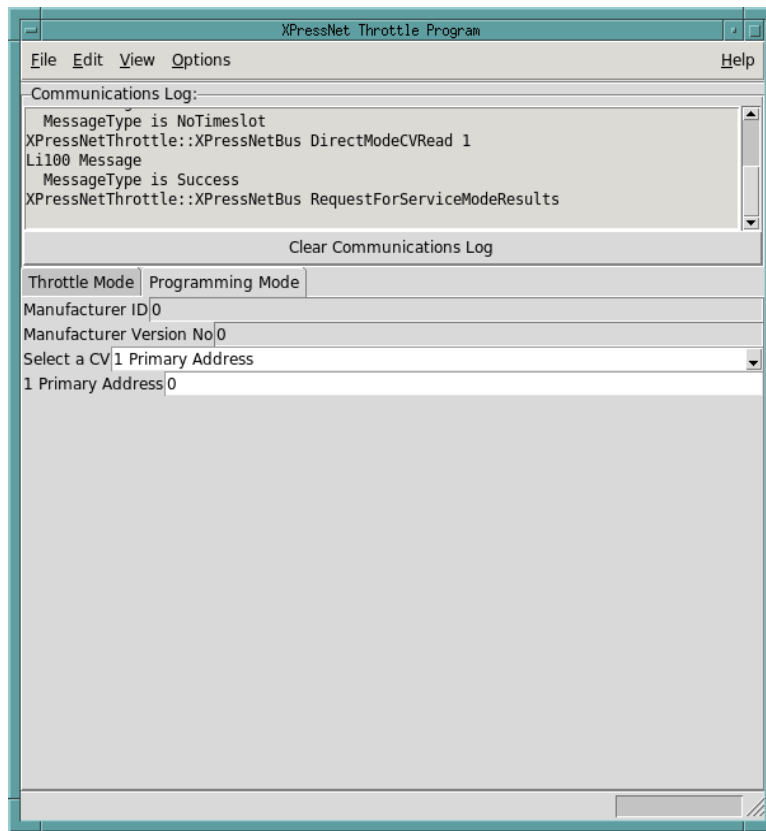 XPressNet Throttle Program
File Edit View Options Help
Communications Log:
MessageType is NoTimeslot
XPressNetThrottle::XPressNetBus DirectModeCVRead 1
Li100 Message
MessageType is Success
XPressNetThrottle::XPressNetBus RequestForServiceModeResults
Clear Communications Log
Throttle Mode Programming Mode
Manufacturer ID 0
Manufacturer Version No 0
Select a CV 1 Primary Address
1 Primary Address 0